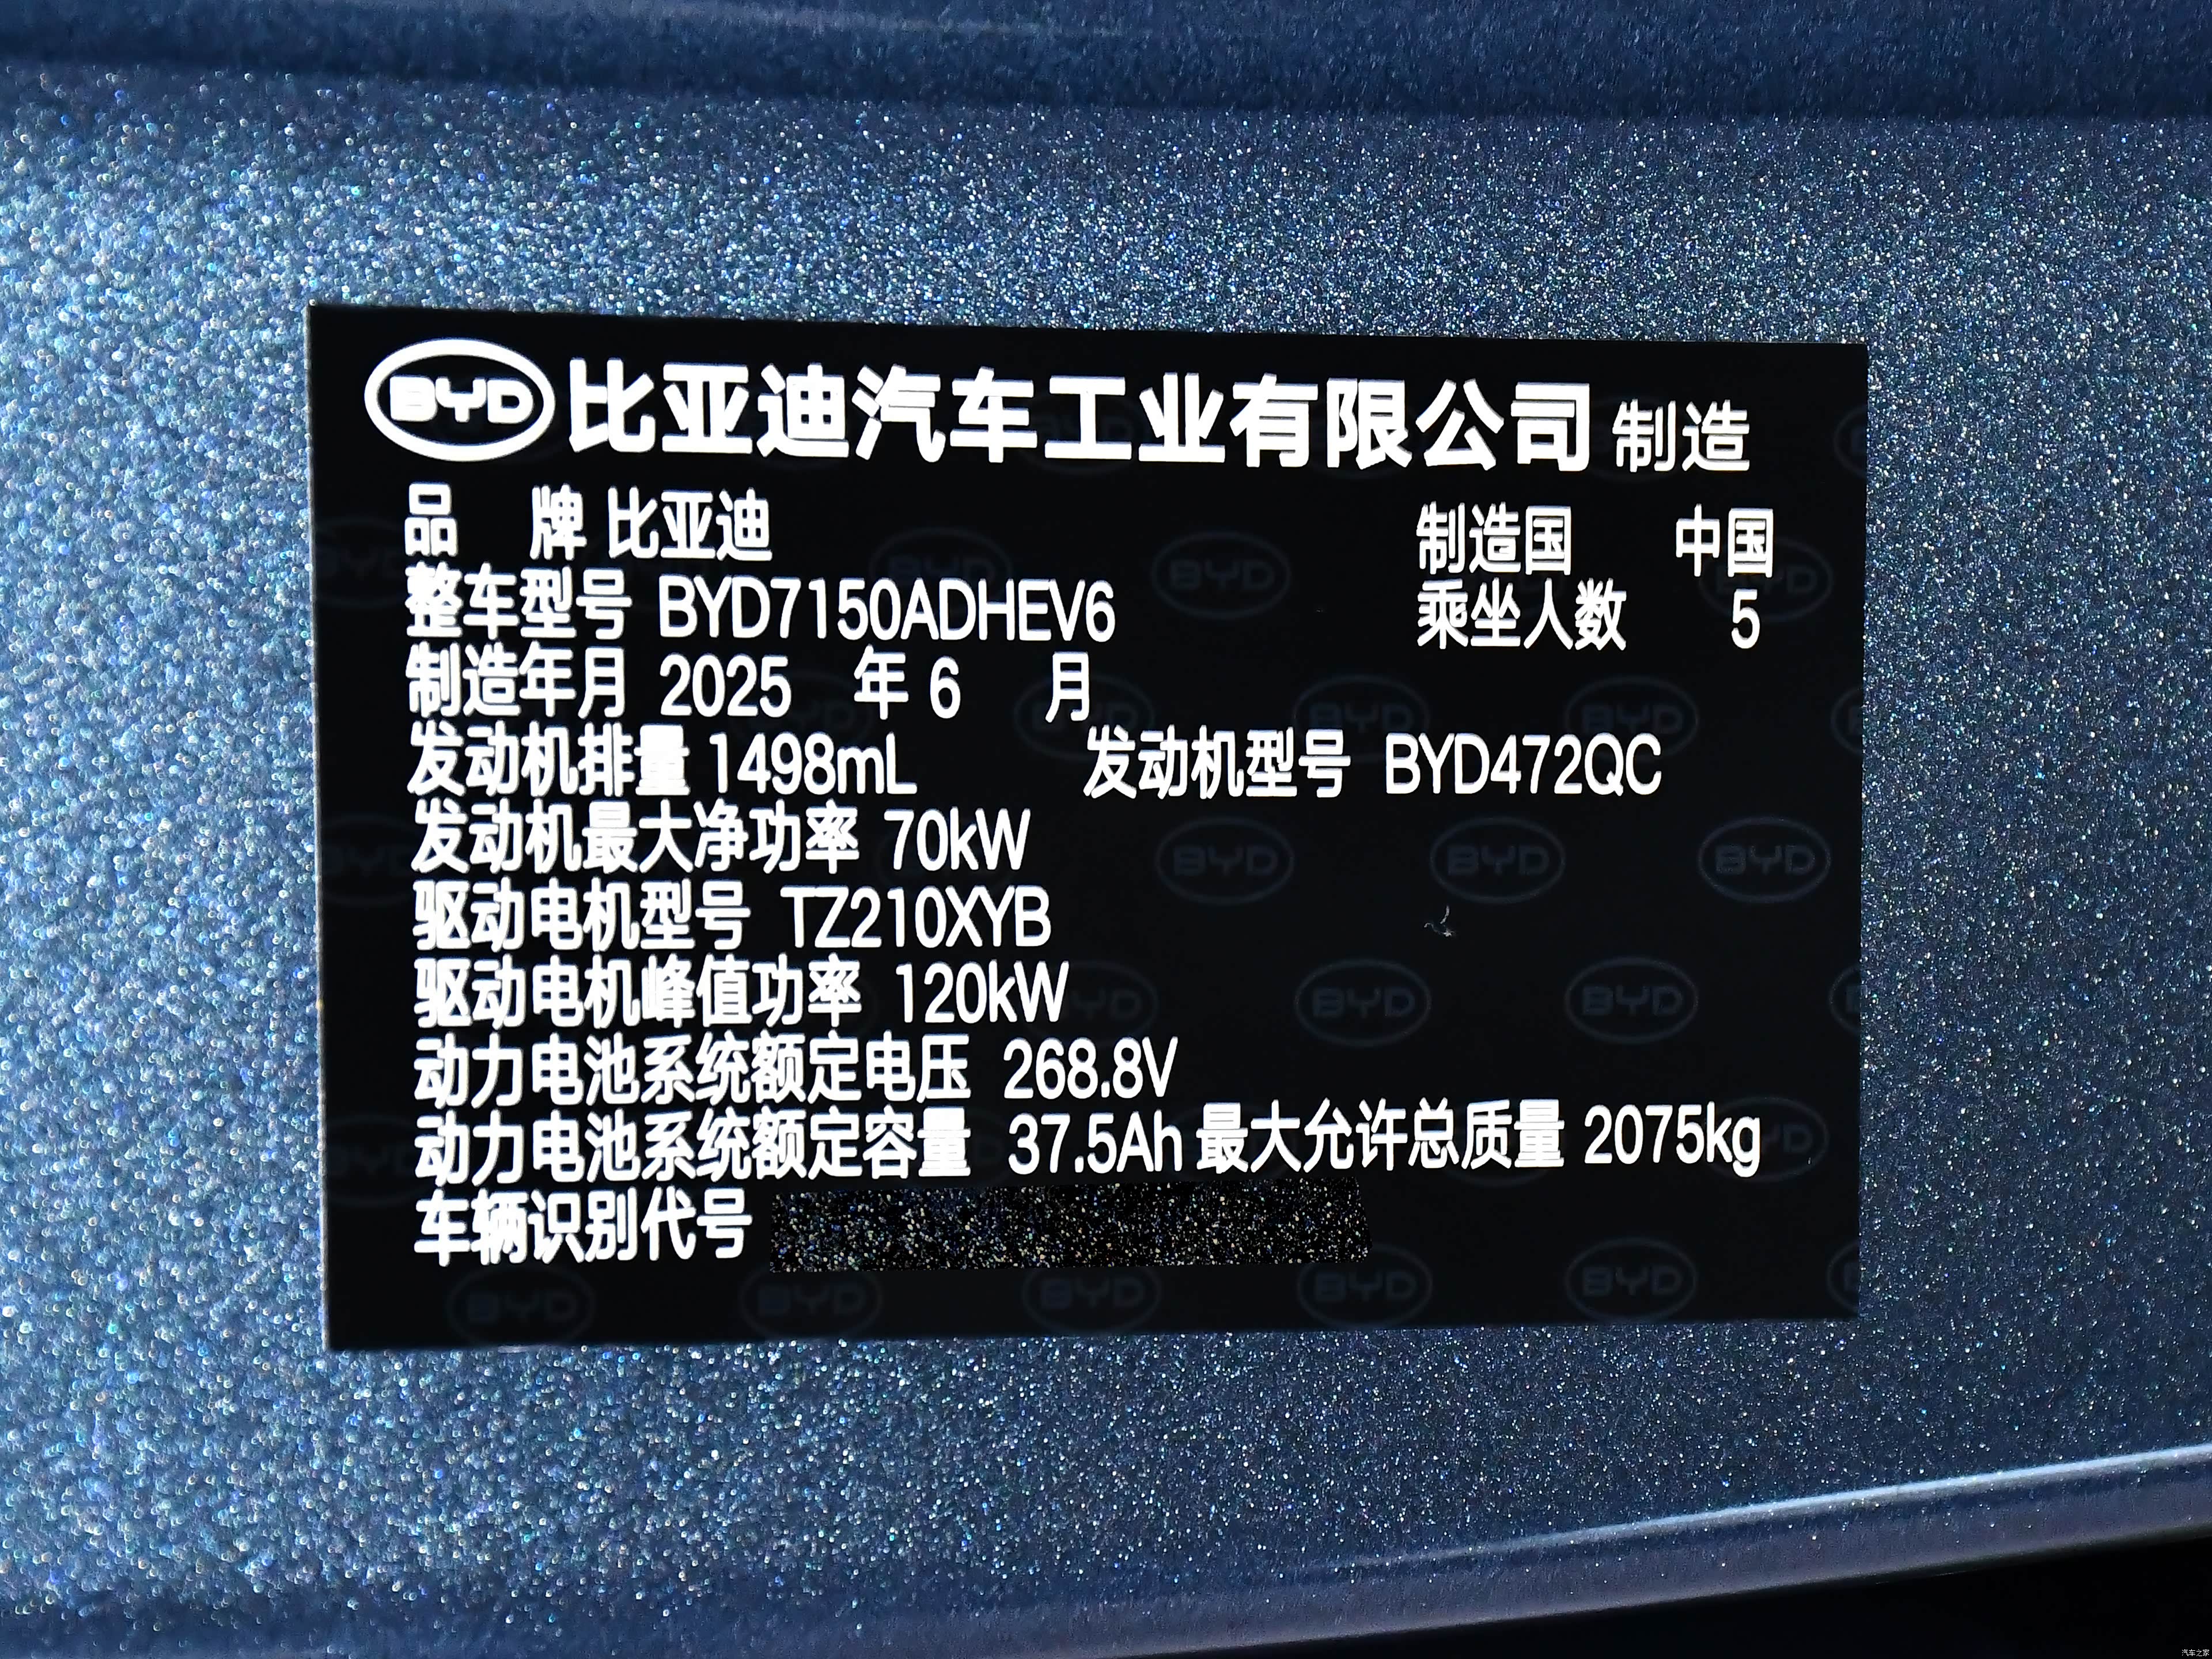 BYD 比亚迪汽车工业有限公司 制造
品 牌 比亚迪 制造国 中国
整车型号 BYD7150ADHEV6 乘坐人数 5
制造年月 2025 年 6 月
发动机排量 1498mL 发动机型号 BYD472QC
发动机最大净功率 70kW
驱动电机型号 TZ210XYB
驱动电机峰值功率 120kW
动力电池系统额定电压 268.8V
动力电池系统额定容量 37.5Ah 最大允许总质量 2075kg
车辆识别代号
汽车之家